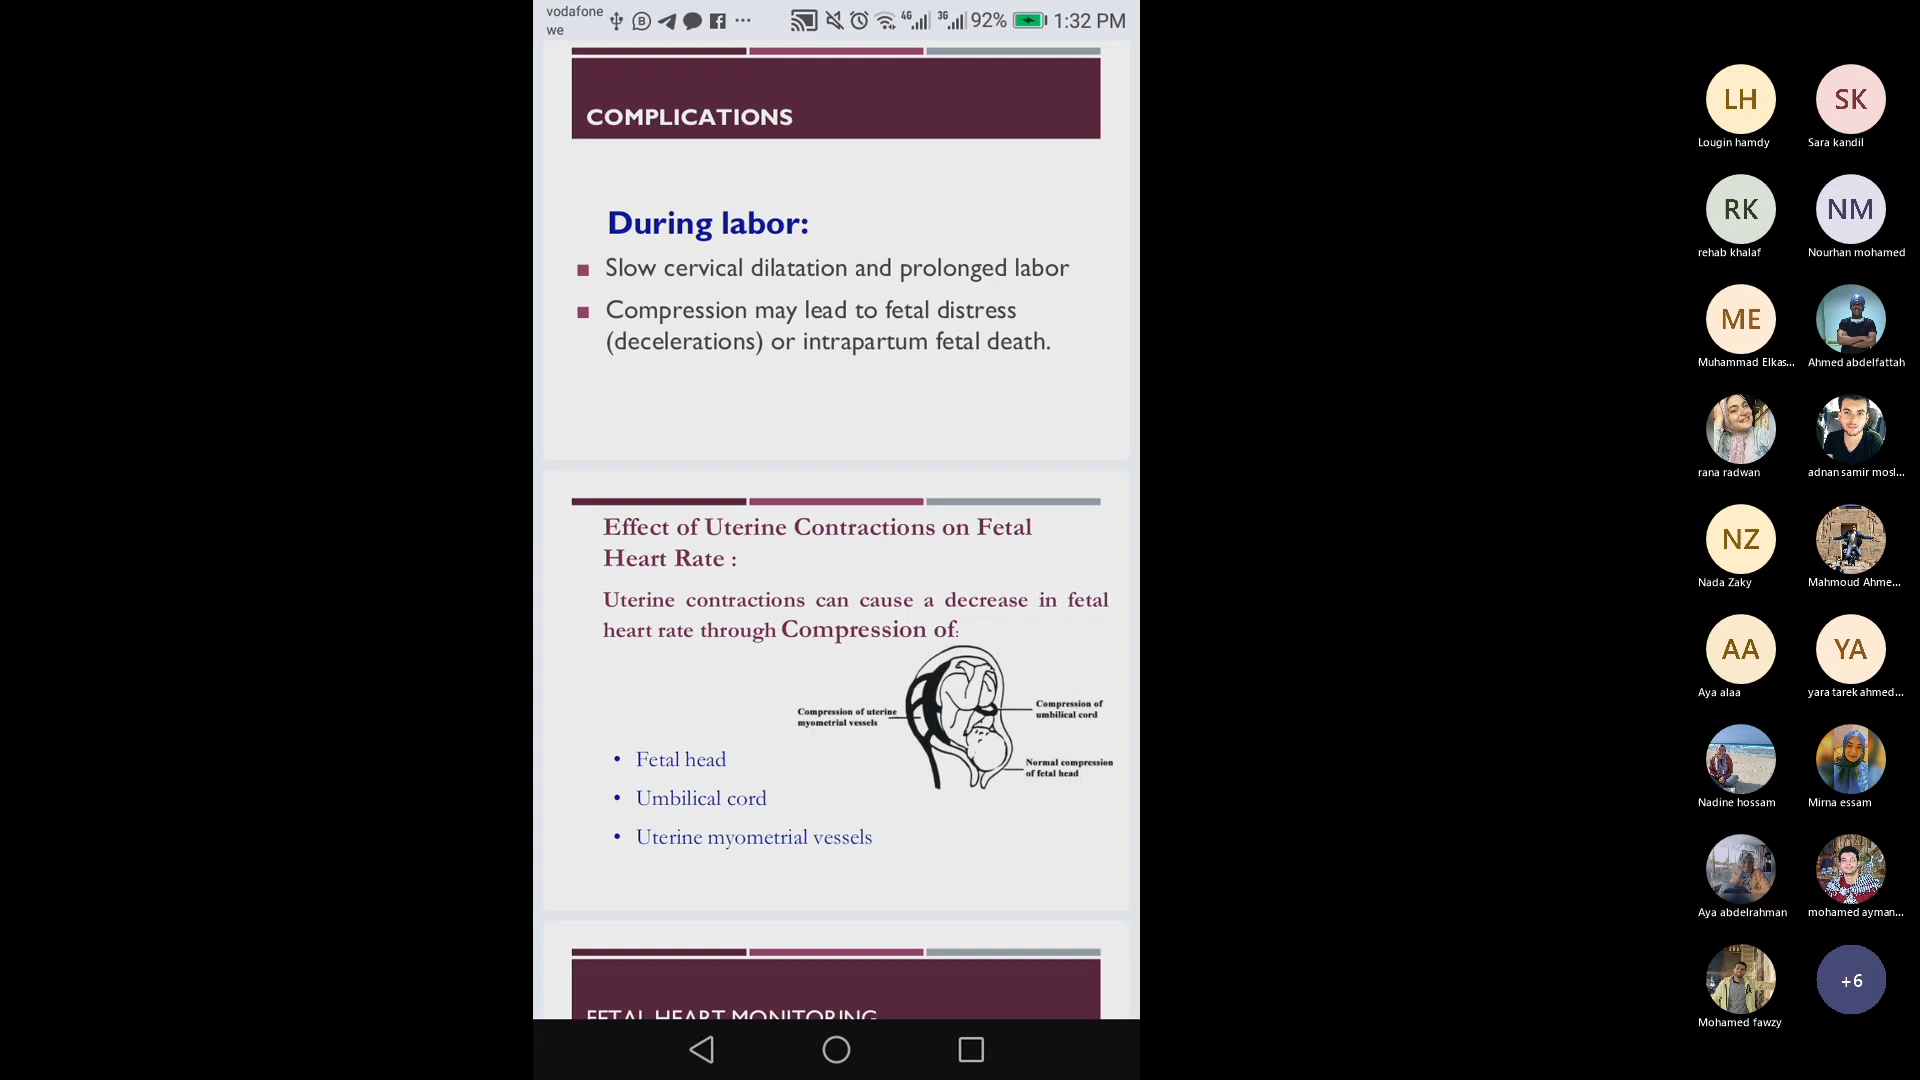 vodafone
we
4G
3G
92%
1:32 PM
COMPLICATIONS
During labor:
Slow cervical dilatation and prolonged labor
Compression may lead to fetal distress
(decelerations) or intrapartum fetal death.
Effect of Uterine Contractions on Fetal
Heart Rate :
Uterine contractions can cause a decrease in fetal
heart rate through Compression of:
Compression of uterine
myometrial vessels
Compression of
umbilical cord
Normal compression
of fetal head
• Fetal head
• Umbilical cord
• Uterine myometrial vessels
FETAL HEART MONITORING
LH
Lougin hamdy
SK
Sara kandil
RK
rehab khalaf
NM
Nourhan mohamed
ME
Muhammad Elkas...
Ahmed abdelfattah
rana radwan
adnan samir mosl...
NZ
Nada Zaky
Mahmoud Ahme...
AA
Aya alaa
YA
yara tarek ahmed...
Nadine hossam
Mirna essam
Aya abdelrahman
mohamed ayman...
Mohamed fawzy
+6